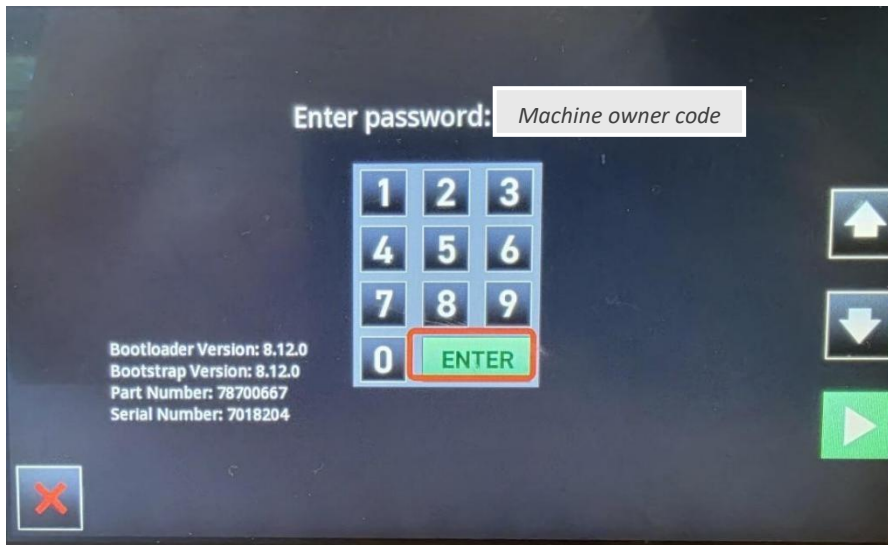 Enter password: Machine owner code
1 2 3
4 5 6
7 8 9
0 ENTER
Bootloader Version: 8.12.0
Bootstrap Version: 8.12.0
Part Number: 78700667
Serial Number: 7018204